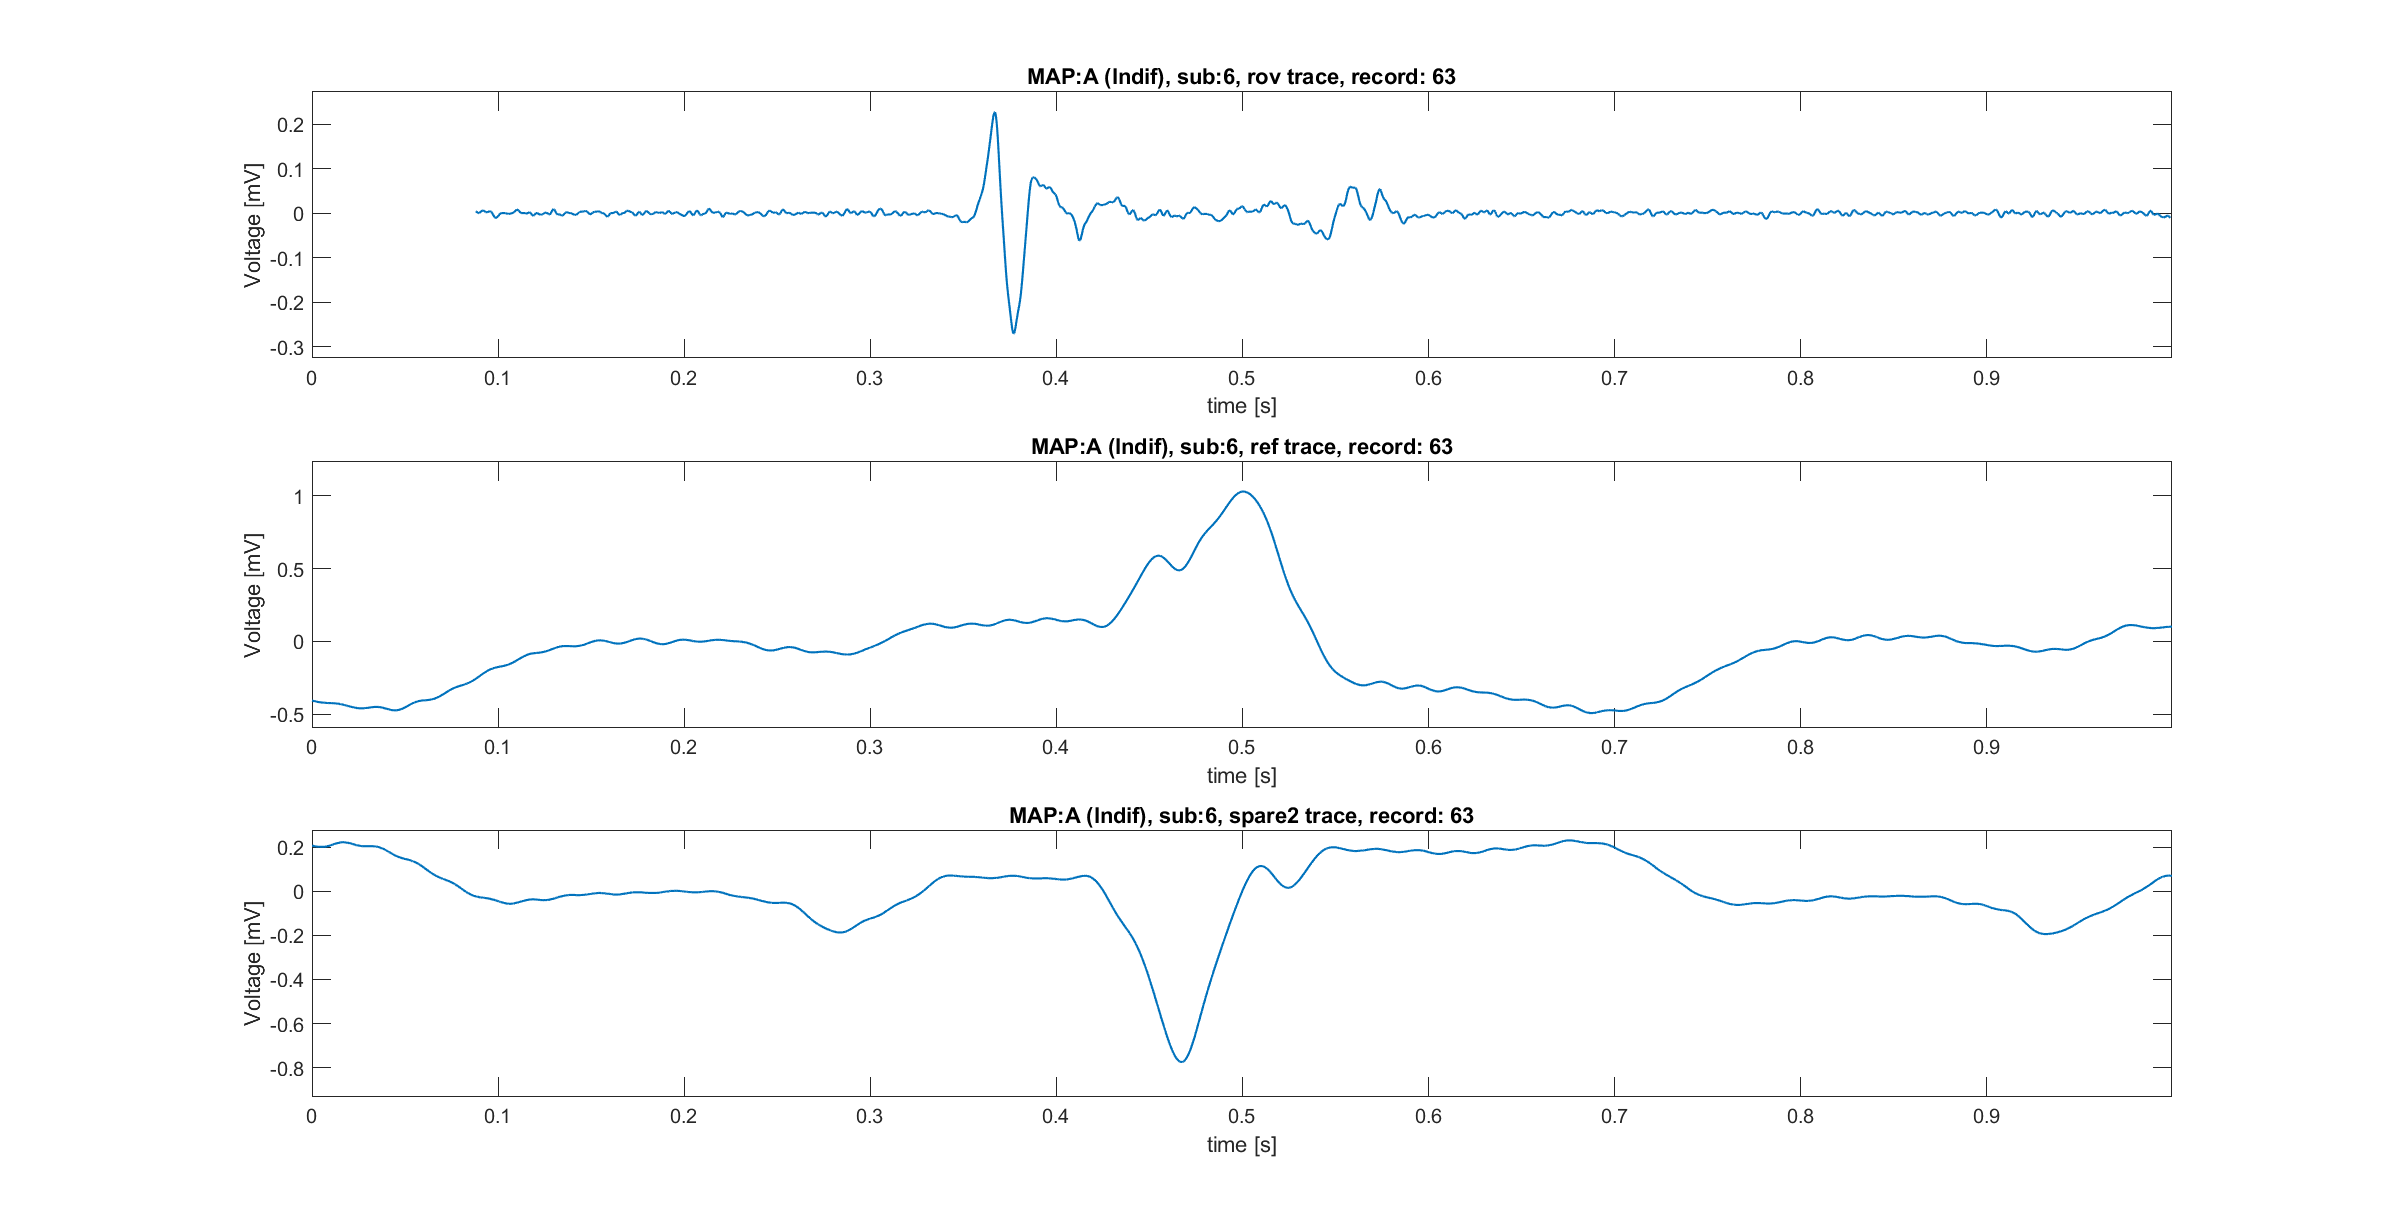 MAP:A (Indif), sub:6, rov trace, record: 63
Voltage [mV]
0.2
0.1
0
-0.1
-0.2
-0.3
0 0.1 0.2 0.3 0.4 0.5 0.6 0.7 0.8 0.9
time [s]
MAP:A (Indif), sub:6, ref trace, record: 63
Voltage [mV]
1
0.5
0
-0.5
0 0.1 0.2 0.3 0.4 0.5 0.6 0.7 0.8 0.9
time [s]
MAP:A (Indif), sub:6, spare2 trace, record: 63
Voltage [mV]
0.2
0
-0.2
-0.4
-0.6
-0.8
0 0.1 0.2 0.3 0.4 0.5 0.6 0.7 0.8 0.9
time [s]